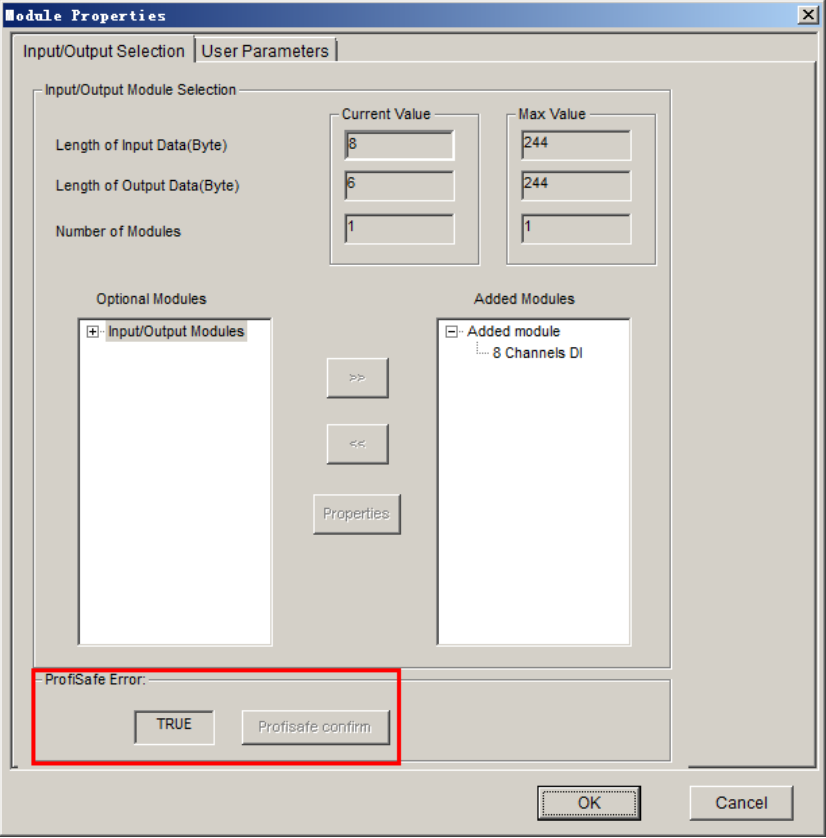 Module Properties
Input/Output Selection User Parameters
Input/Output Module Selection
Current Value Max Value
Length of Input Data(Byte) 8 244
Length of Output Data(Byte) 6 244
Number of Modules 1 1
Optional Modules Added Modules
Input/Output Modules Added module
8 Channels DI
>>
<<
Properties
ProfiSafe Error:
TRUE Profisafe confirm
OK Cancel